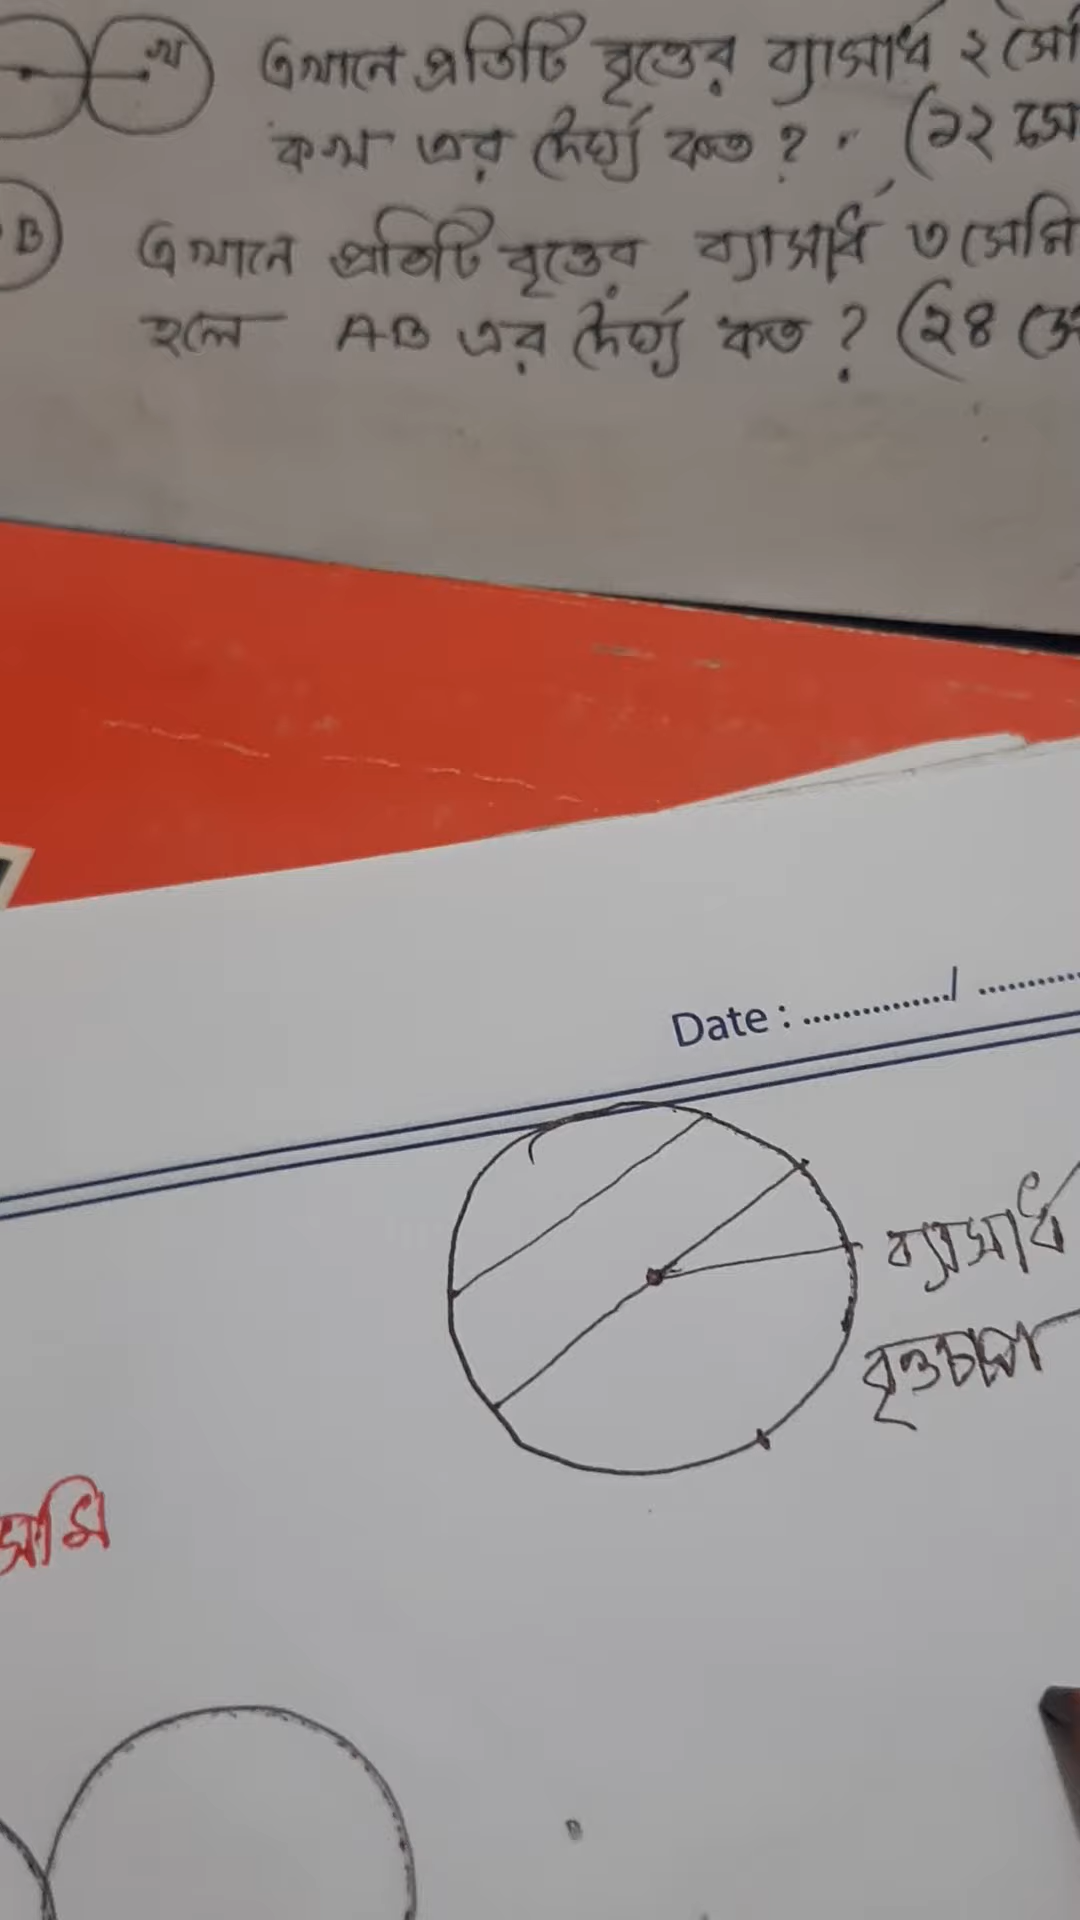 খ
এখানে প্রতিটি বৃত্তের ব্যাসার্ধ ২ সে
কখ এর দৈর্ঘ্য কত? (১২ সে
B
এখানে প্রতিটি বৃত্তের ব্যাসার্ধ ৩ সেমি
হলে AB এর দৈর্ঘ্য কত? (২৪ সে
Date : ............../ ..........
ব্যাসার্ধ
বৃত্তচাপ